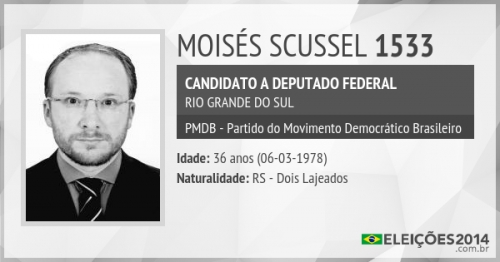 MOISÉS SCUSSEL 1533
CANDIDATO A DEPUTADO FEDERAL
RIO GRANDE DO SUL
PMDB - Partido do Movimento Democrático Brasileiro
Idade: 36 anos (06-03-1978)
Naturalidade: RS - Dois Lajeados
ELEIÇÕES2014
.com.br